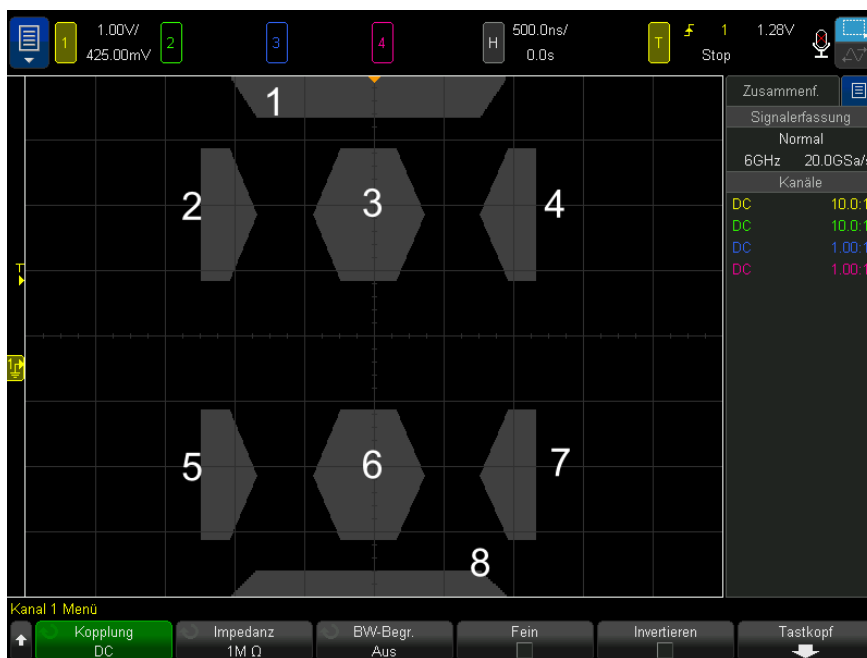 1 1.00V/ 425.00mV
2
3
4
H 500.0ns/ 0.0s
T 1 1.28V
Stop
Zusammenf.
Signalerfassung
Normal
6GHz 20.0GSa/s
Kanäle
DC 10.0:1
DC 10.0:1
DC 1.00:1
DC 1.00:1
1
2 3 4
T
1
5 6 7
8
Kanal 1 Menü
Kopplung DC
Impedanz 1M Ω
BW-Begr. Aus
Fein
Invertieren
Tastkopf